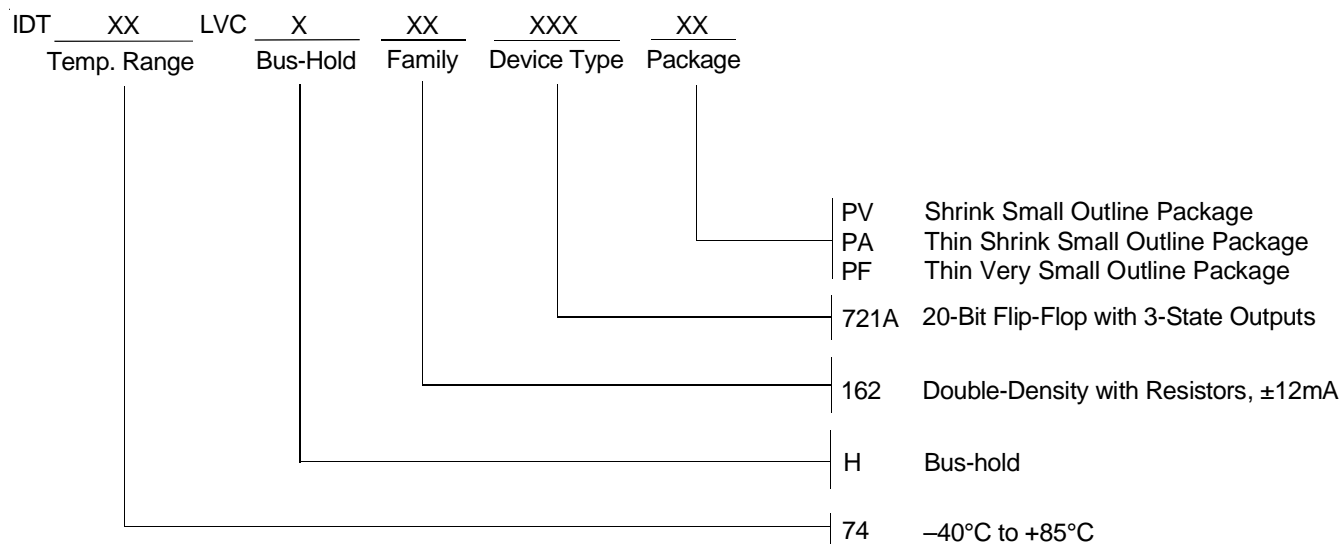 IDT XX LVC X XX XXX XX
Temp. Range Bus-Hold Family Device Type Package
PV Shrink Small Outline Package
PA Thin Shrink Small Outline Package
PF Thin Very Small Outline Package
721A 20-Bit Flip-Flop with 3-State Outputs
162 Double-Density with Resistors, ±12mA
H Bus-hold
74 –40°C to +85°C